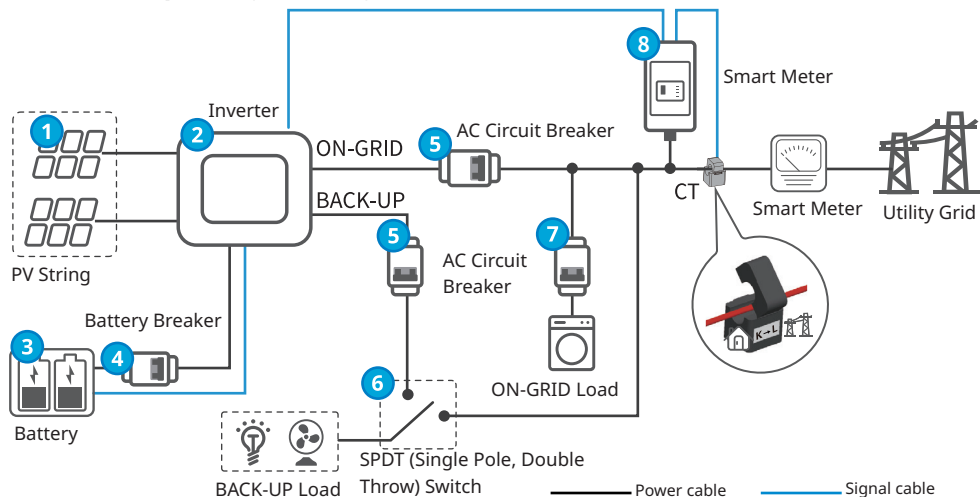 8
Smart Meter
1
Inverter
2
ON-GRID
5
AC Circuit Breaker
BACK-UP
CT
Smart Meter
Utility Grid
PV String
5
AC Circuit
Breaker
7
K→L
Battery Breaker
3
4
ON-GRID Load
6
Battery
BACK-UP Load
SPDT (Single Pole, Double
Throw) Switch
Power cable
Signal cable